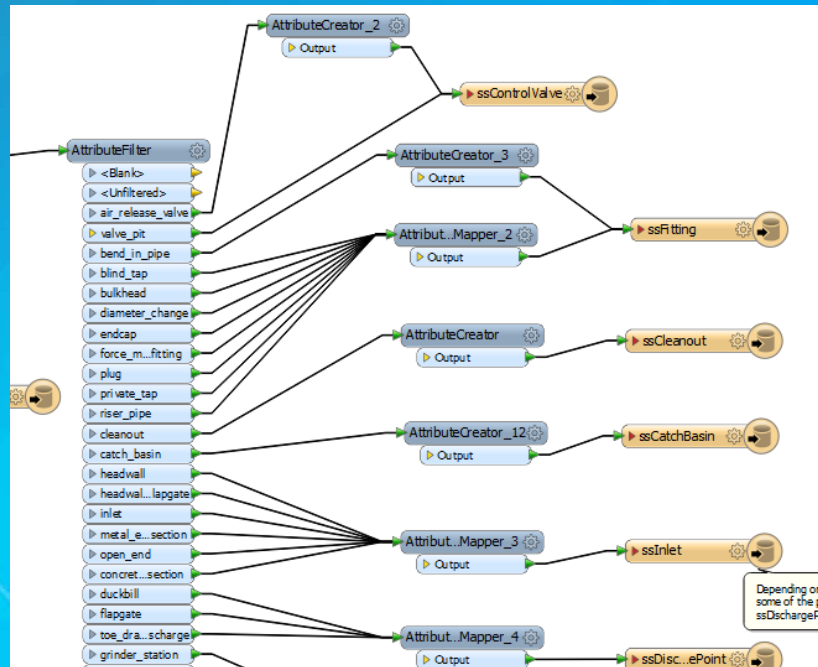 AttributeCreator_2
Output
ssControlValve
AttributeFilter
<Blank>
<Unfiltered>
air_release_valve
valve_pit
bend_in_pipe
blind_tap
bulkhead
diameter_change
endcap
force_m...fitting
plug
private_tap
riser_pipe
cleanout
catch_basin
headwall
headwal...lapgate
inlet
metal_e...section
open_end
concret...section
duckbill
flapgate
toe_dra...scharge
grinder_station
AttributeCreator_3
Output
Attribut...Mapper_2
Output
ssFitting
AttributeCreator
Output
ssCleanout
AttributeCreator_12
Output
ssCatchBasin
Attribut...Mapper_3
Output
ssInlet
Depending on
some of the p
ssDischargeP
Attribut...Mapper_4
Output
ssDisc...ePoint